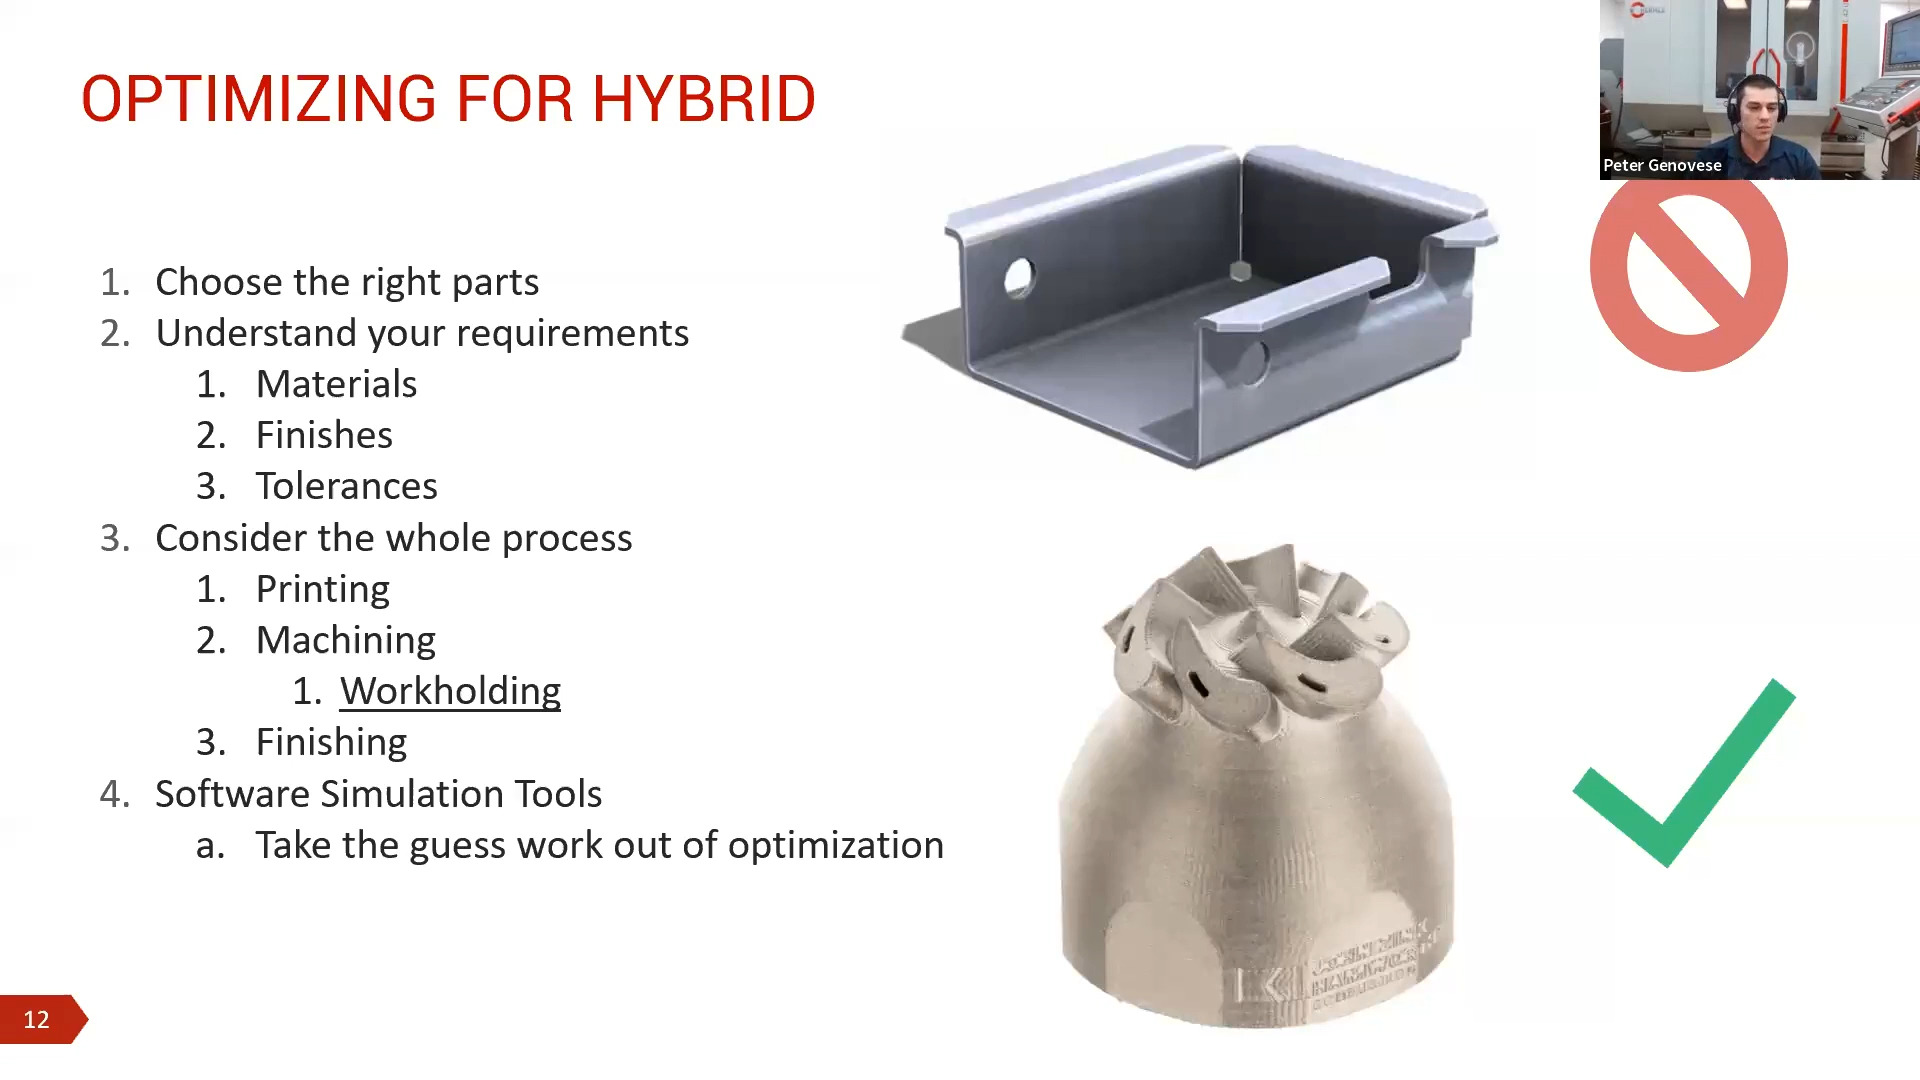 OPTIMIZING FOR HYBRID
Peter Genovese
1. Choose the right parts
2. Understand your requirements
1. Materials
2. Finishes
3. Tolerances
3. Consider the whole process
1. Printing
2. Machining
1. Workholding
3. Finishing
4. Software Simulation Tools
a. Take the guess work out of optimization
12